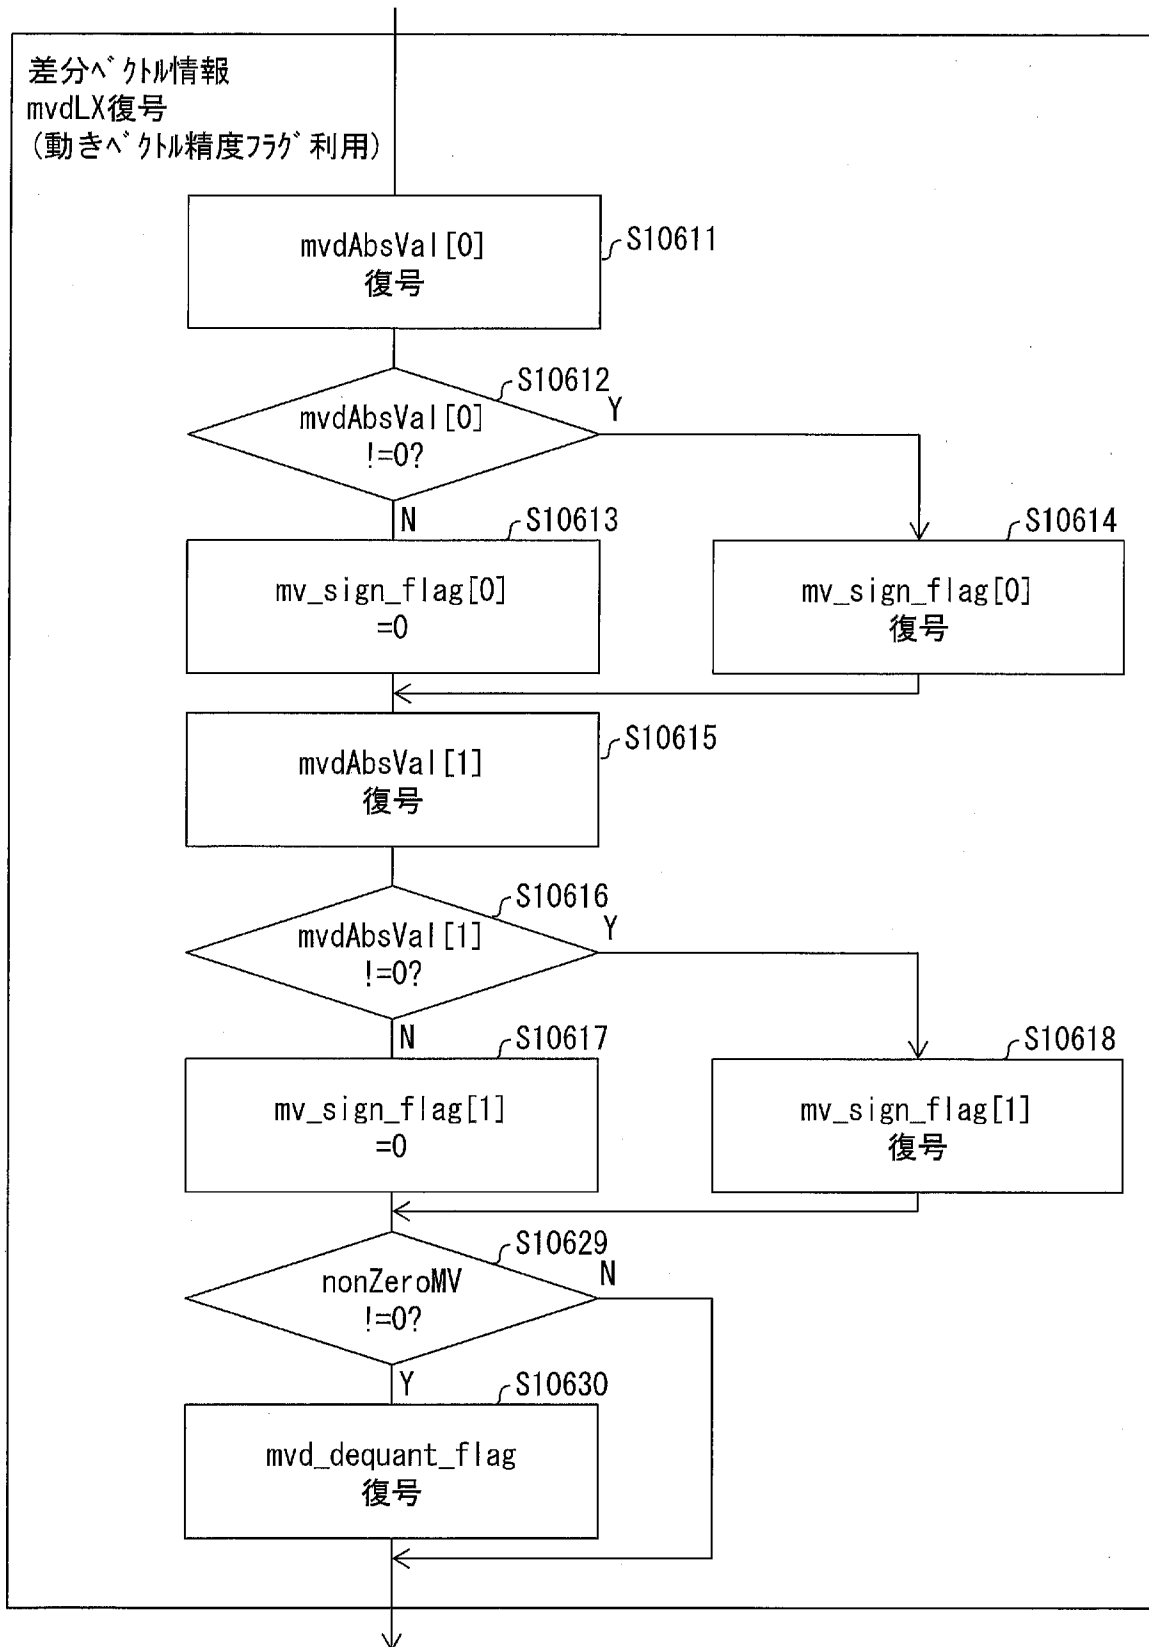 差分ベクトル情報
mvdLX復号
(動きベクトル精度フラグ利用)
mvdAbsVal[0]
復号
S10611
S10612
mvdAbsVal[0]
!=0?
Y
N
S10613
mv_sign_flag[0]
=0
S10614
mv_sign_flag[0]
復号
mvdAbsVal[1]
復号
S10615
S10616
mvdAbsVal[1]
!=0?
Y
N
S10617
mv_sign_flag[1]
=0
S10618
mv_sign_flag[1]
復号
S10629
nonZeroMV
!=0?
N
Y
S10630
mvd_dequant_flag
復号